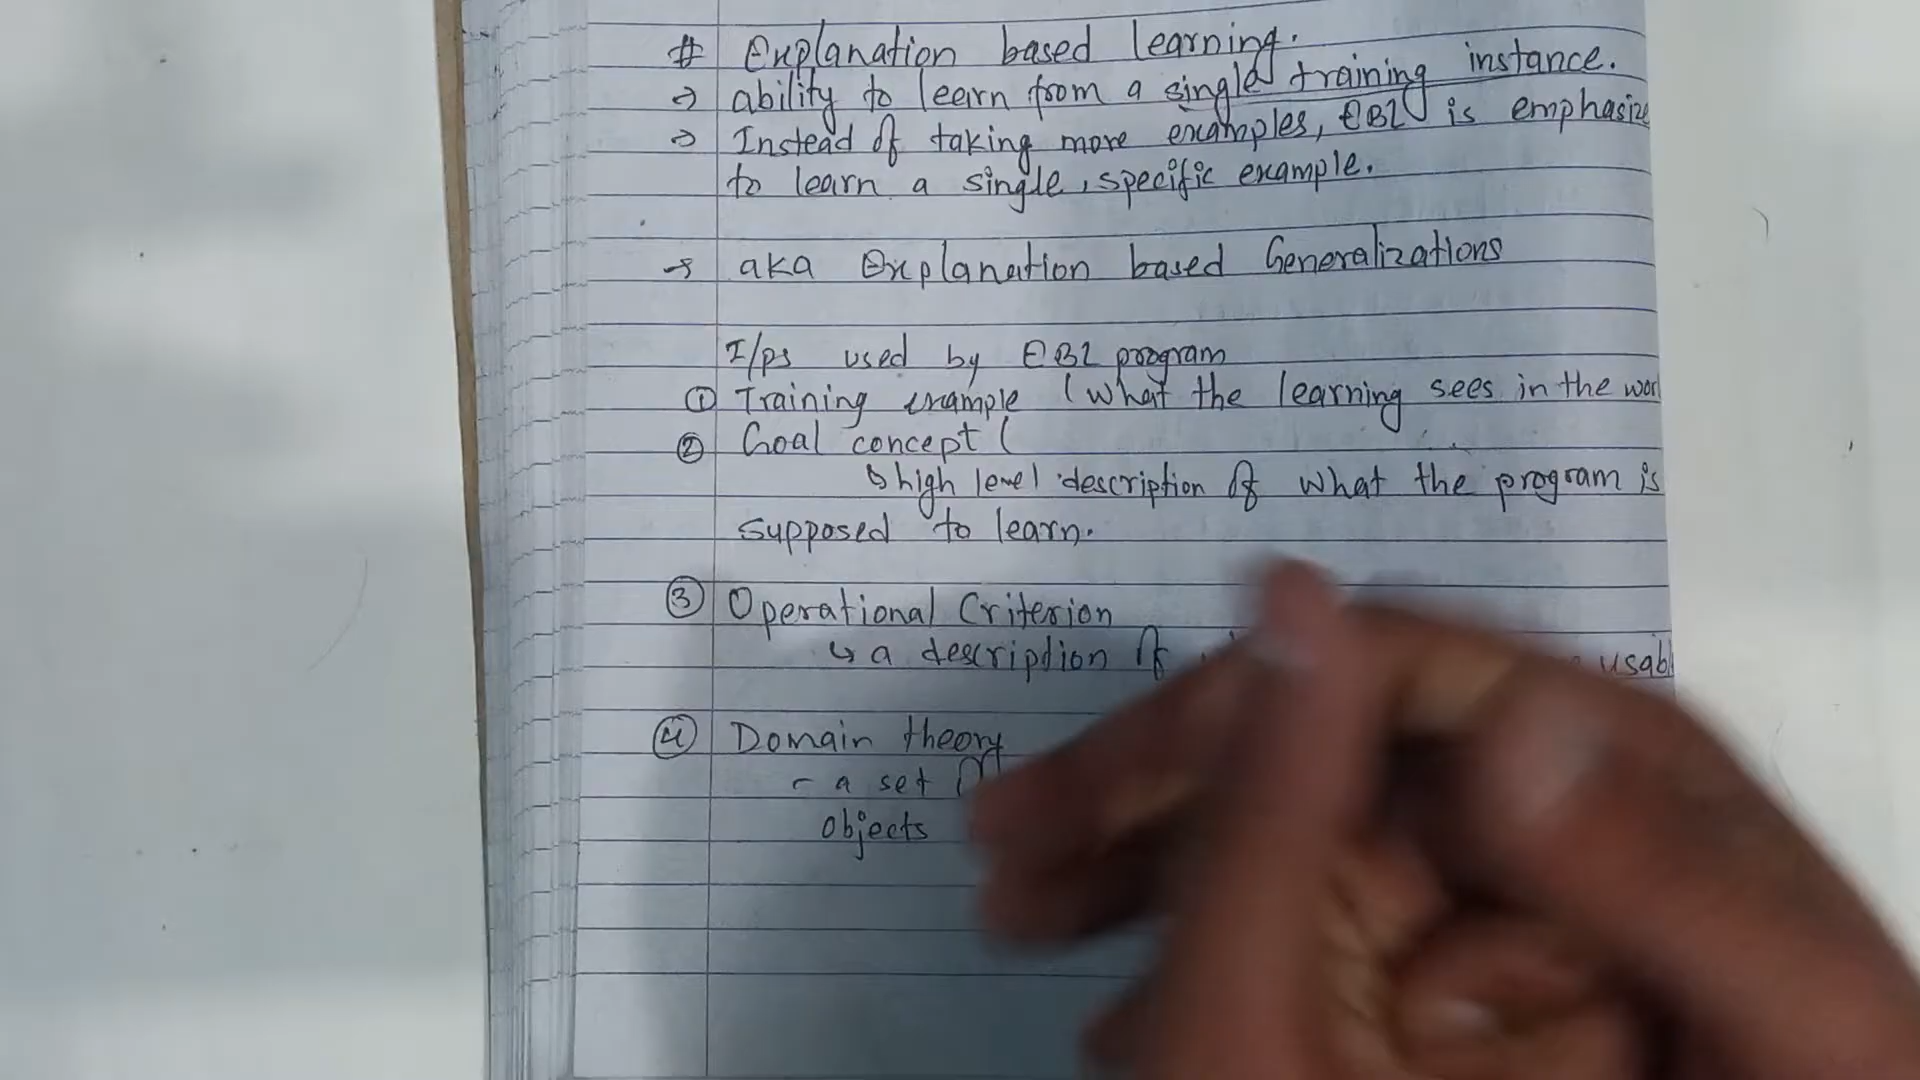 # Explanation based learning.
→ ability to learn from a single training instance.
→ Instead of taking more examples, EBL is emphasize
to learn a single, specific example.
→ aka Explanation based Generalizations
I/ps used by EBL program
① Training example (what the learning sees in the wor
② Goal concept (
↳ high level description of what the program is
supposed to learn.
③ Operational Criterion
↳ a description of usabl
④ Domain theory
- a set of
objects